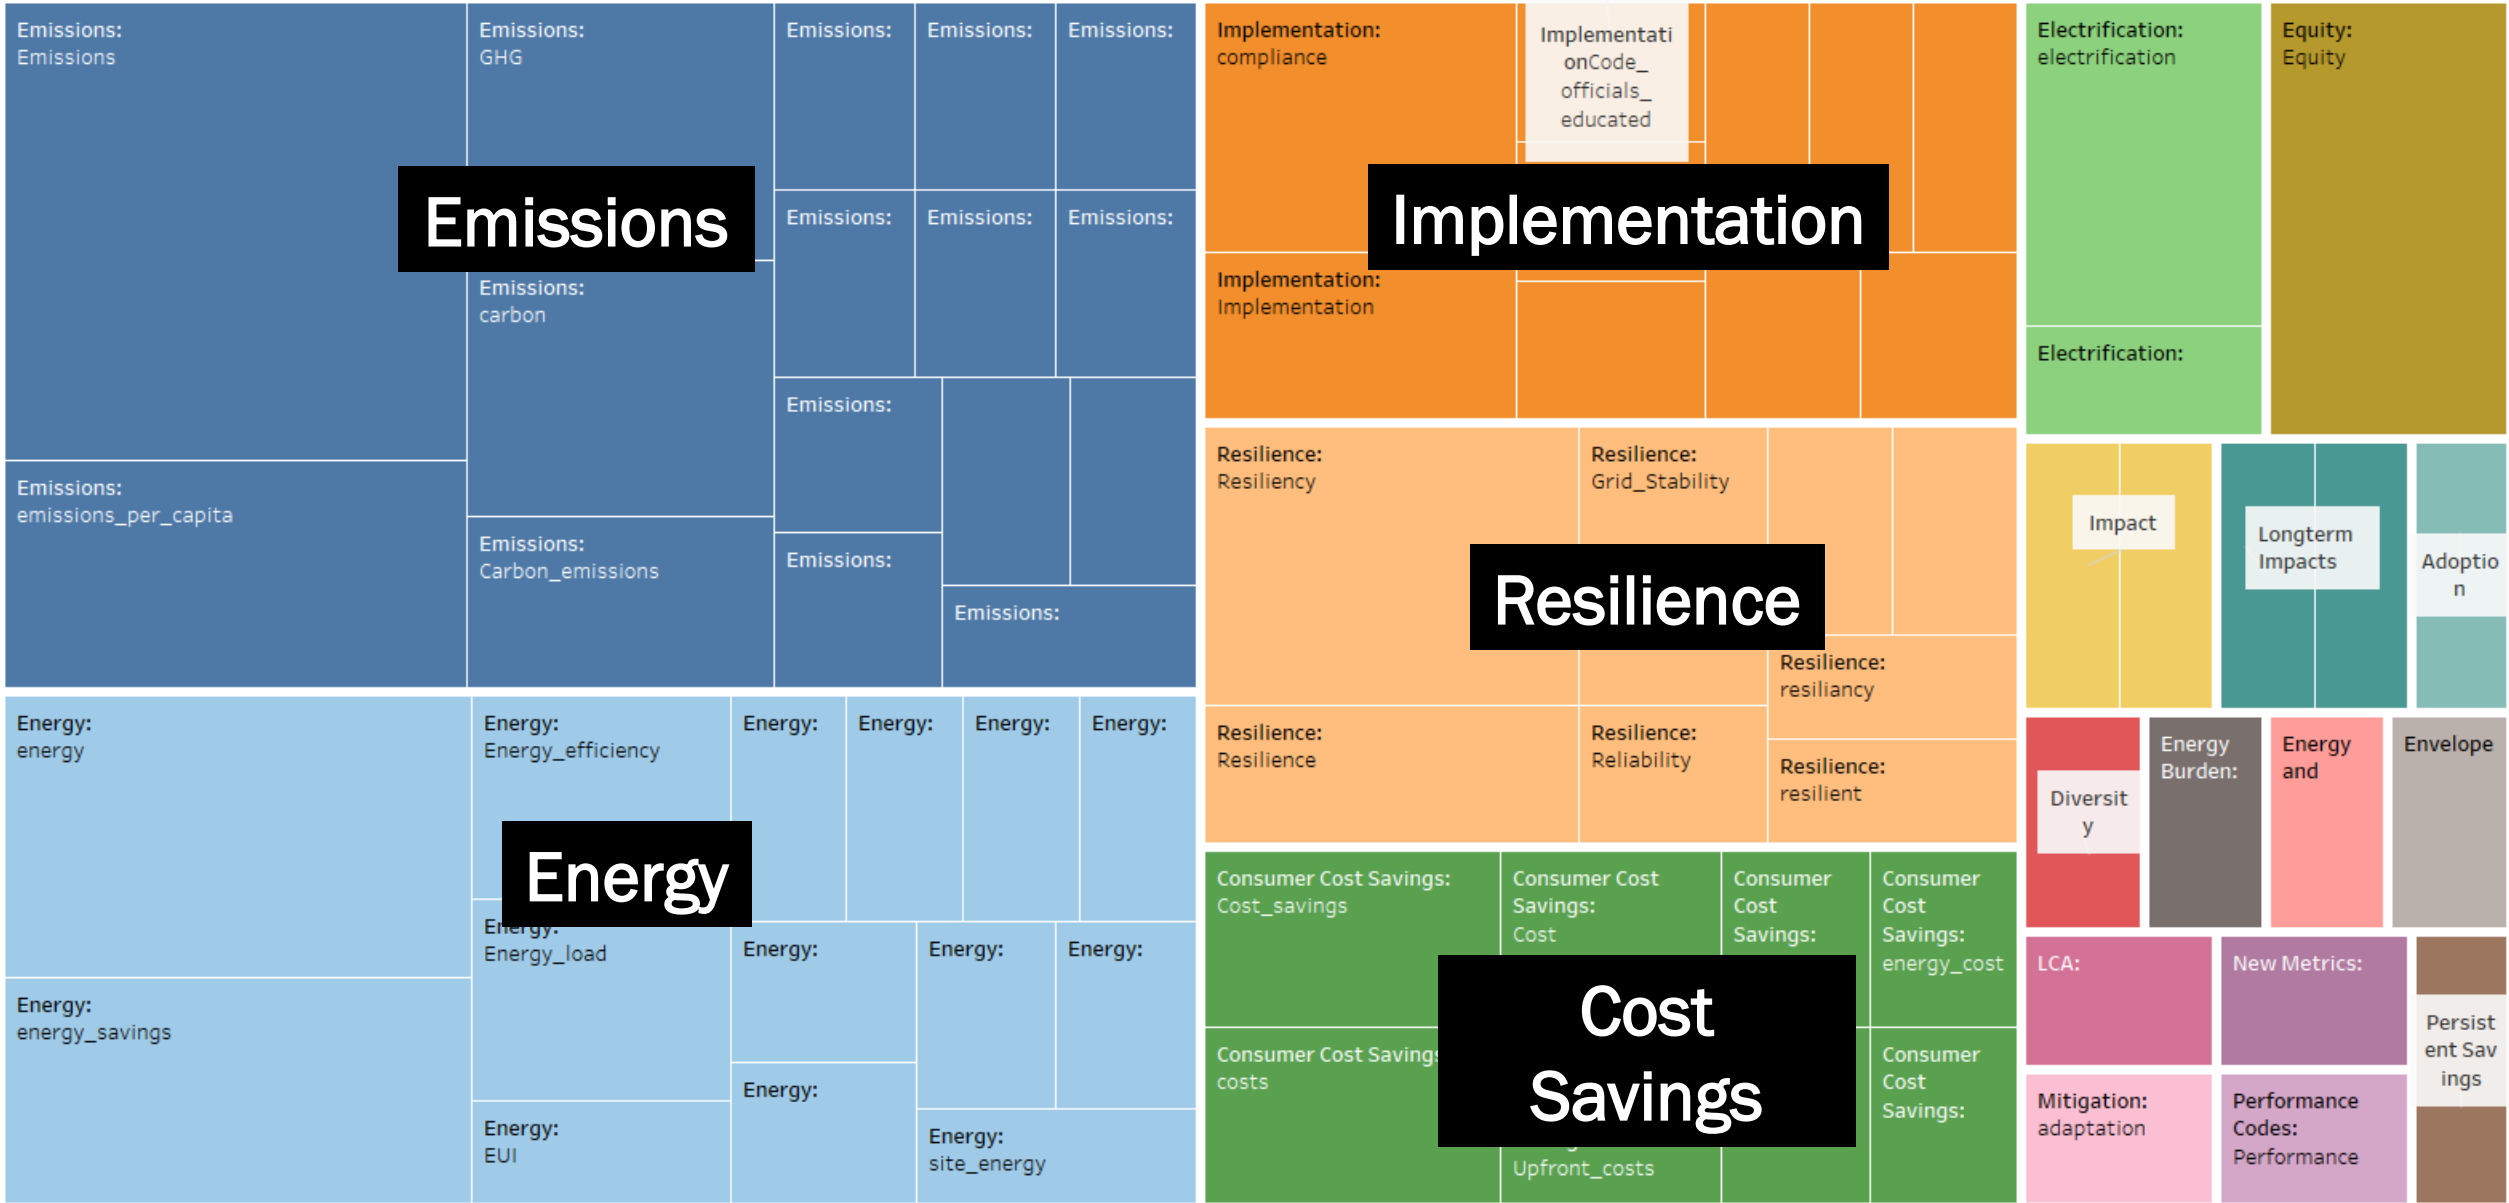 Emissions:
Emissions
Emissions:
GHG
Emissions:
Emissions:
Emissions:
Emissions:
Emissions:
Emissions:
Emissions
Emissions:
carbon
Emissions:
Emissions:
emissions_per_capita
Emissions:
Carbon_emissions
Emissions:
Emissions:
Energy:
energy
Energy:
Energy_efficiency
Energy:
Energy:
Energy:
Energy:
Energy
Energy:
Energy_load
Energy:
Energy:
Energy:
Energy:
energy_savings
Energy:
Energy:
EUI
Energy:
site_energy
Implementation:
compliance
Implementati
onCode_
officials_
educated
Implementation
Implementation:
Implementation
Resilience:
Resiliency
Resilience:
Grid_Stability
Resilience
Resilience:
resiliancy
Resilience:
Resilience
Resilience:
Reliability
Resilience:
resilient
Consumer Cost Savings:
Cost_savings
Consumer Cost
Savings:
Cost
Consumer
Cost
Savings:
Consumer
Cost
Savings:
energy_cost
Cost
Savings
Consumer Cost Savings
costs
Consumer
Cost
Savings:
Upfront_costs
Electrification:
electrification
Equity:
Equity
Electrification:
Impact
Longterm
Impacts
Adoptio
n
Diversit
y
Energy
Burden:
Energy
and
Envelope
LCA:
New Metrics:
Persist
ent Sav
ings
Mitigation:
adaptation
Performance
Codes:
Performance